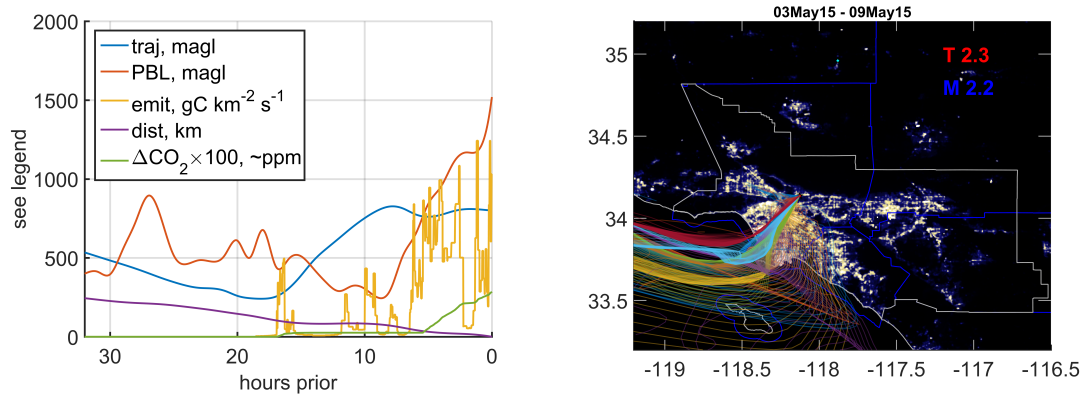 2000
1500
1000
500
0
see legend
traj, magl
PBL, magl
emit, gC km-2 s-1
dist, km
ΔCO2×100, ~ppm
30
20
10
0
hours prior
03May15 - 09May15
T 2.3
M 2.2
35
34.5
34
33.5
-119
-118.5
-118
-117.5
-117
-116.5